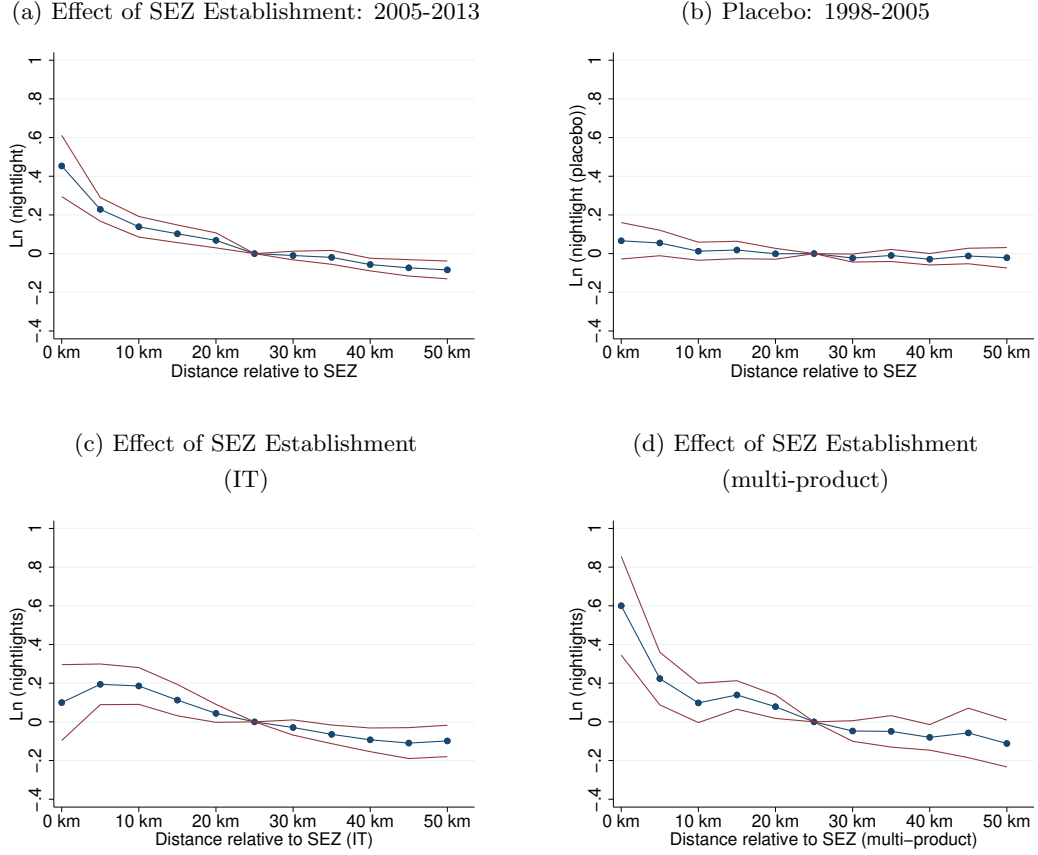 (a) Effect of SEZ Establishment: 2005-2013
Ln (nightlight)
1
.8
.6
.4
.2
0
−.2
−.4
0 km 10 km 20 km 30 km 40 km 50 km
Distance relative to SEZ
(b) Placebo: 1998-2005
Ln (nightlight (placebo))
1
.8
.6
.4
.2
0
−.2
−.4
0 km 10 km 20 km 30 km 40 km 50 km
Distance relative to SEZ
(c) Effect of SEZ Establishment
(IT)
Ln (nightlights)
1
.8
.6
.4
.2
0
−.2
−.4
0 km 10 km 20 km 30 km 40 km 50 km
Distance relative to SEZ (IT)
(d) Effect of SEZ Establishment
(multi-product)
Ln (nightlights)
1
.8
.6
.4
.2
0
−.2
−.4
0 km 10 km 20 km 30 km 40 km 50 km
Distance relative to SEZ (multi-product)